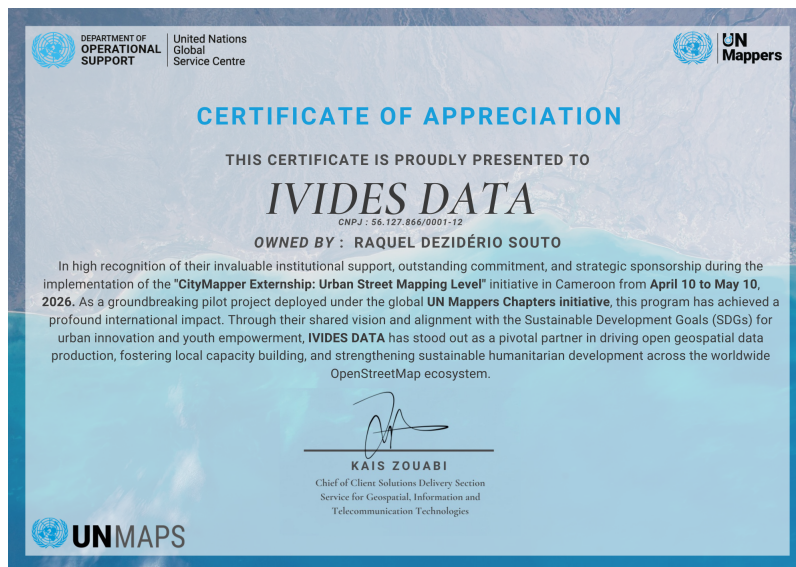 DEPARTMENT OF
OPERATIONAL
SUPPORT
United Nations
Global
Service Centre
UN
Mappers
CERTIFICATE OF APPRECIATION
THIS CERTIFICATE IS PROUDLY PRESENTED TO
IVIDES DATA
CNPJ : 56.127.866/0001-12
OWNED BY : RAQUEL DEZIDÉRIO SOUTO
In high recognition of their invaluable institutional support, outstanding commitment, and strategic sponsorship during the
implementation of the "CityMapper Externship: Urban Street Mapping Level" initiative in Cameroon from April 10 to May 10,
2026. As a groundbreaking pilot project deployed under the global UN Mappers Chapters initiative, this program has achieved a
profound international impact. Through their shared vision and alignment with the Sustainable Development Goals (SDGs) for
urban innovation and youth empowerment, IVIDES DATA has stood out as a pivotal partner in driving open geospatial data
production, fostering local capacity building, and strengthening sustainable humanitarian development across the worldwide
OpenStreetMap ecosystem.
KAIS ZOUABI
Chief of Client Solutions Delivery Section
Service for Geospatial, Information and
Telecommunication Technologies
UNMAPS